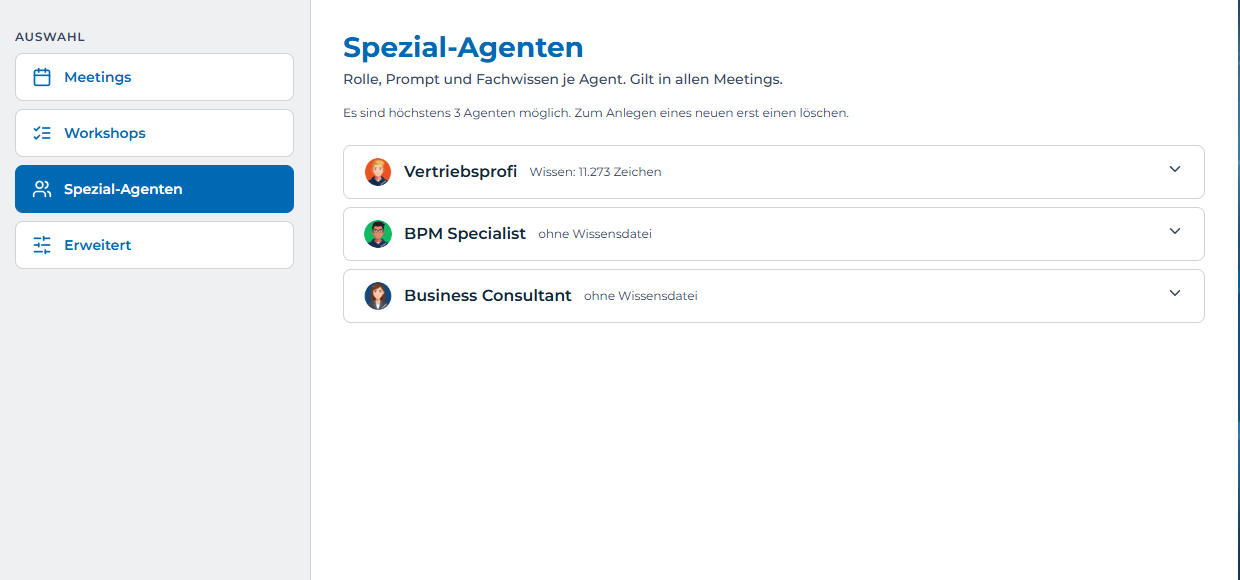 AUSWAHL
Meetings
Workshops
Spezial-Agenten
Erweitert
Spezial-Agenten
Rolle, Prompt und Fachwissen je Agent. Gilt in allen Meetings.
Es sind höchstens 3 Agenten möglich. Zum Anlegen eines neuen erst einen löschen.
Vertriebsprofi Wissen: 11.273 Zeichen
BPM Specialist ohne Wissensdatei
Business Consultant ohne Wissensdatei